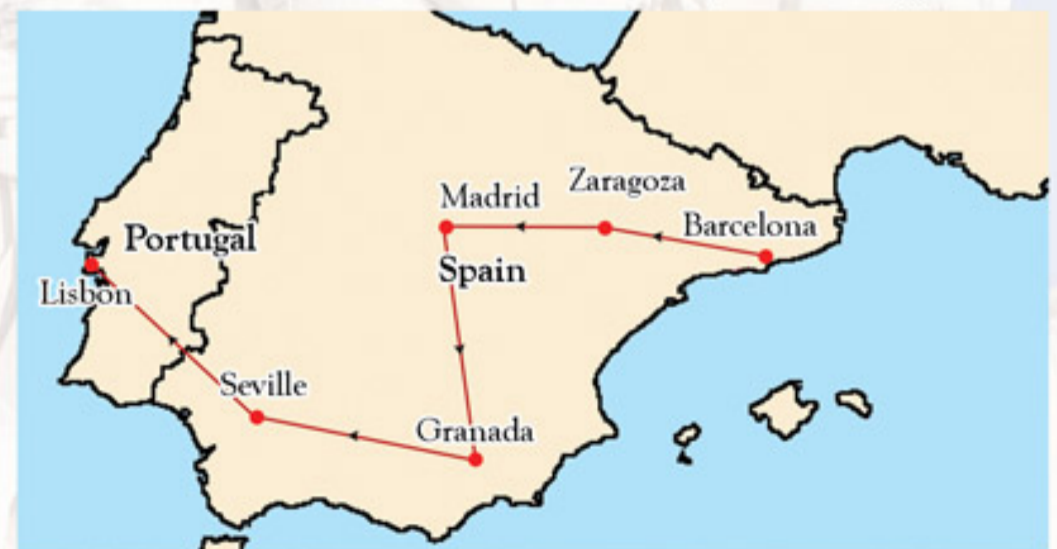 Madrid
Zaragoza
Barcelona
Portugal
Spain
Lisbon
Seville
Granada